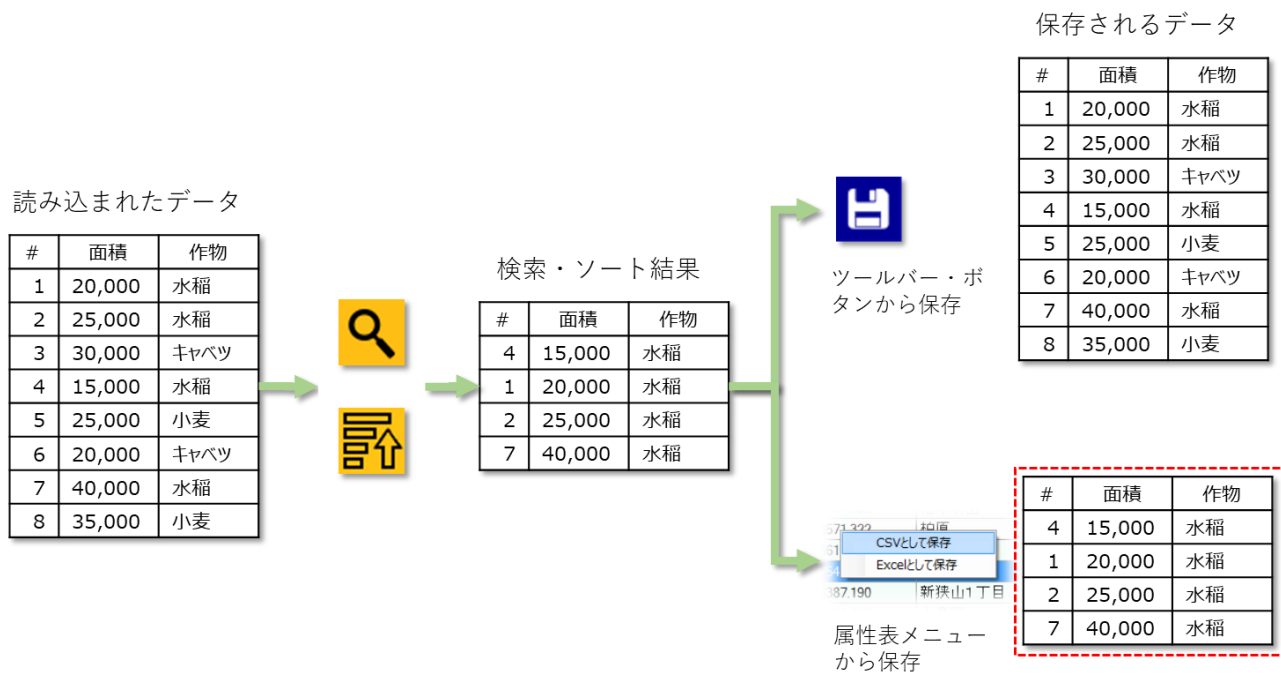 保存されるデータ
# 面積 作物
1 20,000 水稲
2 25,000 水稲
3 30,000 キャベツ
4 15,000 水稲
5 25,000 小麦
6 20,000 キャベツ
7 40,000 水稲
8 35,000 小麦
読み込まれたデータ
# 面積 作物
1 20,000 水稲
2 25,000 水稲
3 30,000 キャベツ
4 15,000 水稲
5 25,000 小麦
6 20,000 キャベツ
7 40,000 水稲
8 35,000 小麦
検索・ソート結果
# 面積 作物
4 15,000 水稲
1 20,000 水稲
2 25,000 水稲
7 40,000 水稲
ツールバー・ボ
タンから保存
571.322 柏原
CSVとして保存
Excelとして保存
387.190 新狭山1丁目
属性表メニュー
から保存
# 面積 作物
4 15,000 水稲
1 20,000 水稲
2 25,000 水稲
7 40,000 水稲